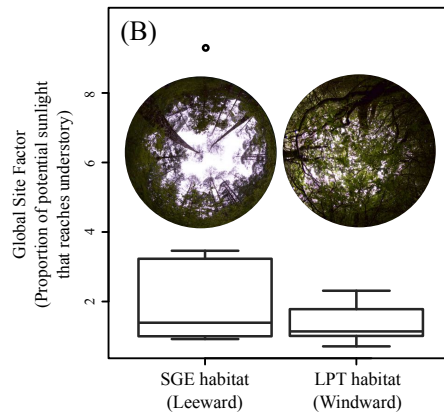 (B)
Global Site Factor
(Proportion of potential sunlight
that reaches understory)
8
6
4
2
SGE habitat
(Leeward)
LPT habitat
(Windward)